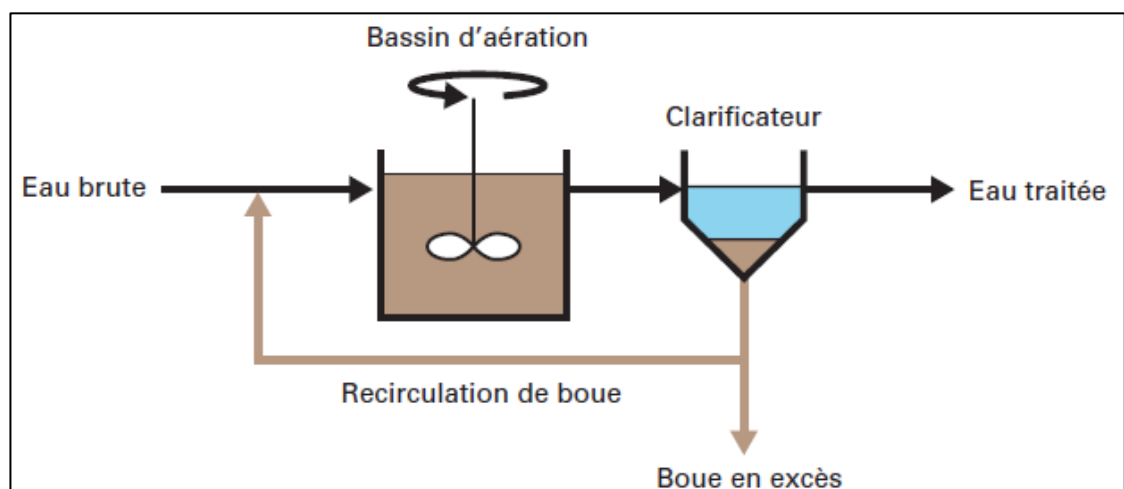 Bassin d'aération
Clarificateur
Eau brute
Eau traitée
Recirculation de boue
Boue en excès